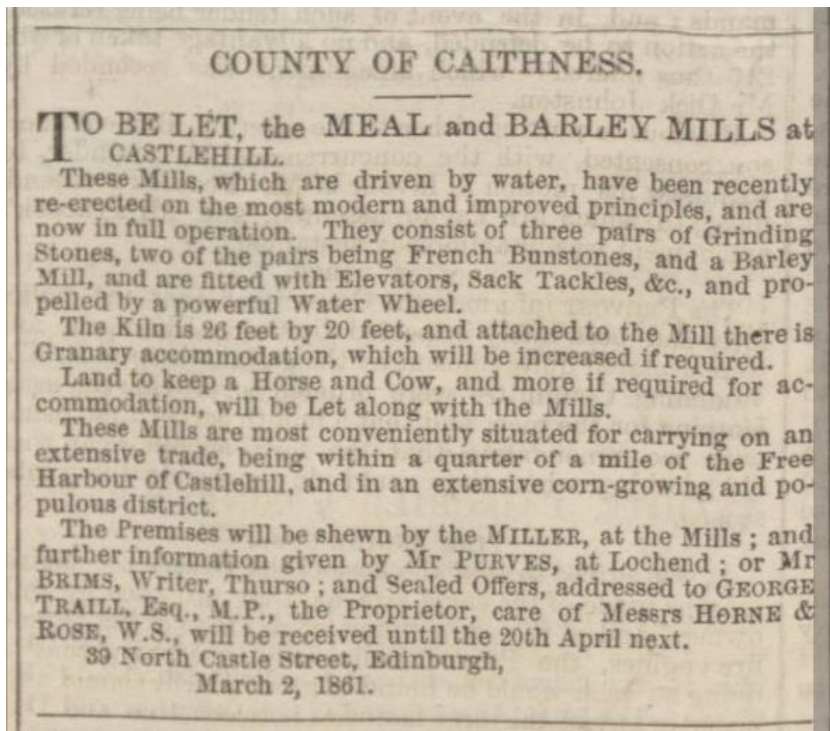 COUNTY OF CAITHNESS.
TO BE LET, the MEAL and BARLEY MILLS at
CASTLEHILL.
These Mills, which are driven by water, have been recently
re-erected on the most modern and improved principles, and are
now in full operation. They consist of three pairs of Grinding
Stones, two of the pairs being French Bunstones, and a Barley
Mill, and are fitted with Elevators, Sack Tackles, &c., and pro-
pelled by a powerful Water Wheel.
The Kiln is 26 feet by 20 feet, and attached to the Mill there is
Granary accommodation, which will be increased if required.
Land to keep a Horse and Cow, and more if required for ac-
commodation, will be Let along with the Mills.
These Mills are most conveniently situated for carrying on an
extensive trade, being within a quarter of a mile of the Free
Harbour of Castlehill, and in an extensive corn-growing and po-
pulous district.
The Premises will be shewn by the MILLER, at the Mills ; and
further information given by Mr PURVES, at Lochend ; or Mr
BRIMS, Writer, Thurso ; and Sealed Offers, addressed to GEORGE
TRAILL, Esq., M.P., the Proprietor, care of Messrs HORNE &
ROSE, W.S., will be received until the 20th April next.
39 North Castle Street, Edinburgh,
March 2, 1861.